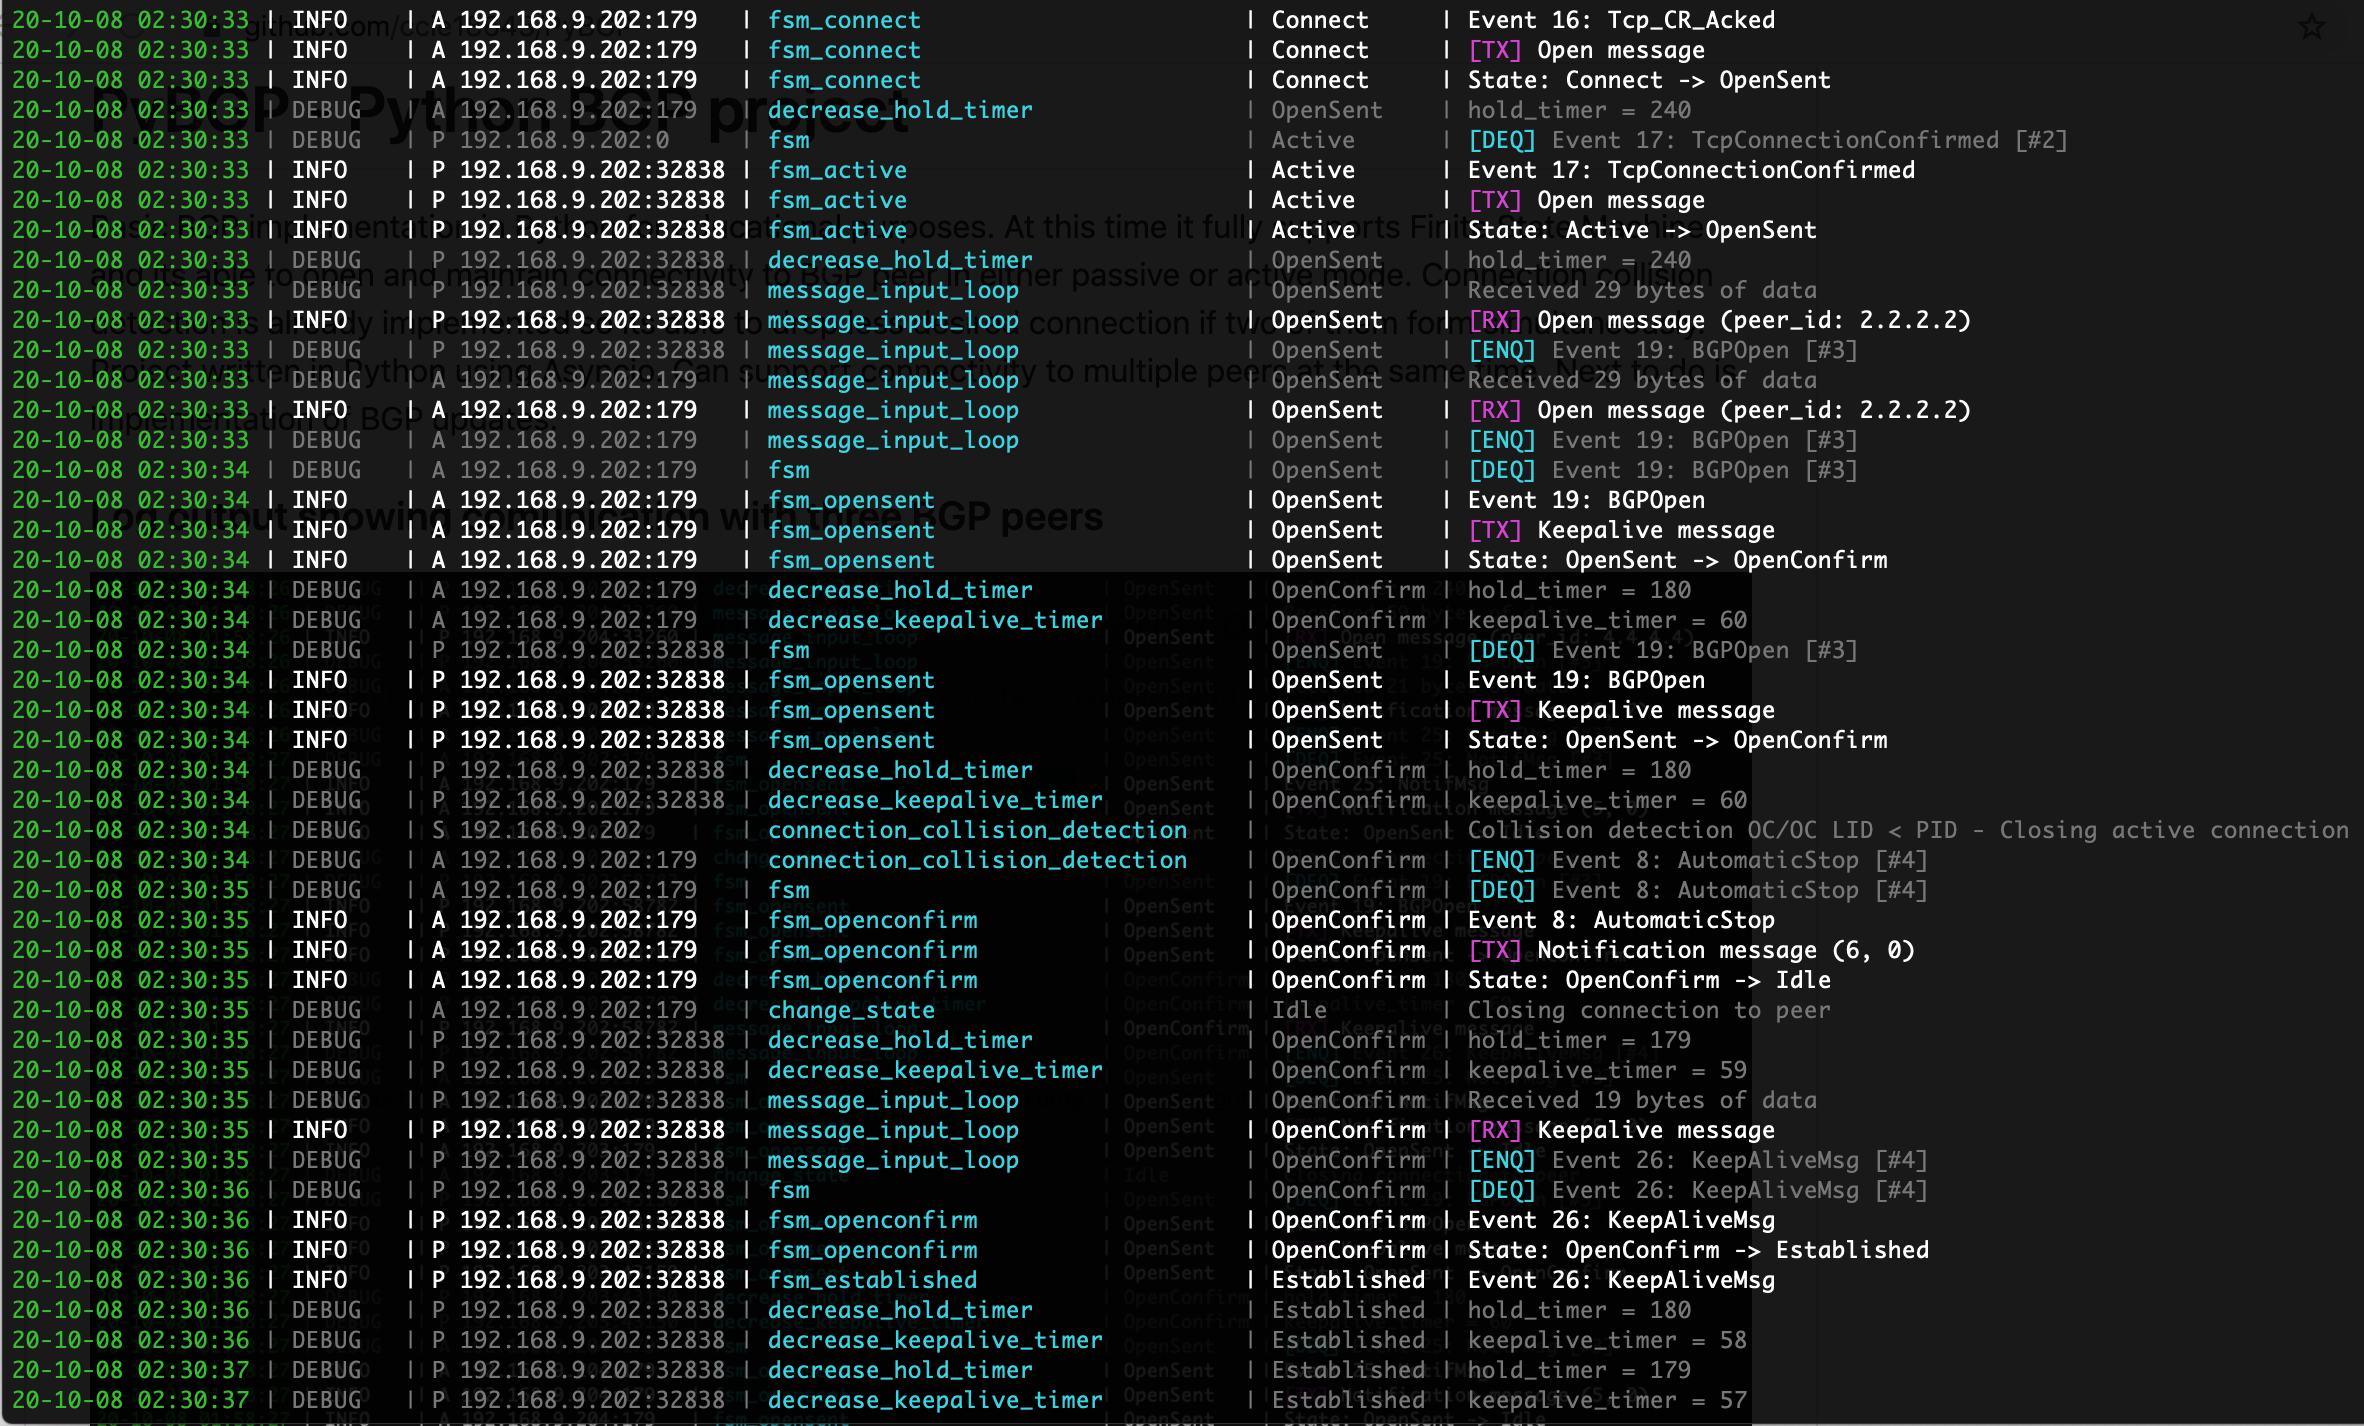 20-10-08 02:30:33 | INFO | A 192.168.9.202:179 | fsm_connect | Connect | Event 16: Tcp_CR_Acked
20-10-08 02:30:33 | INFO | A 192.168.9.202:179 | fsm_connect | Connect | [TX] Open message
20-10-08 02:30:33 | INFO | A 192.168.9.202:179 | fsm_connect | Connect | State: Connect -> OpenSent
20-10-08 02:30:33 | DEBUG | A 192.168.9.202:179 | decrease_hold_timer | OpenSent | hold_timer = 240
20-10-08 02:30:33 | DEBUG | P 192.168.9.202:0 | fsm | Active | [DEQ] Event 17: TcpConnectionConfirmed [#2]
20-10-08 02:30:33 | INFO | P 192.168.9.202:32838 | fsm_active | Active | Event 17: TcpConnectionConfirmed
20-10-08 02:30:33 | INFO | P 192.168.9.202:32838 | fsm_active | Active | [TX] Open message
20-10-08 02:30:33 | INFO | P 192.168.9.202:32838 | fsm_active | Active | State: Active -> OpenSent
20-10-08 02:30:33 | DEBUG | P 192.168.9.202:32838 | decrease_hold_timer | OpenSent | hold_timer = 240
20-10-08 02:30:33 | DEBUG | P 192.168.9.202:32838 | message_input_loop | OpenSent | Received 29 bytes of data
20-10-08 02:30:33 | INFO | P 192.168.9.202:32838 | message_input_loop | OpenSent | [RX] Open message (peer_id: 2.2.2.2)
20-10-08 02:30:33 | DEBUG | P 192.168.9.202:32838 | message_input_loop | OpenSent | [ENQ] Event 19: BGPOpen [#3]
20-10-08 02:30:33 | DEBUG | A 192.168.9.202:179 | message_input_loop | OpenSent | Received 29 bytes of data
20-10-08 02:30:33 | INFO | A 192.168.9.202:179 | message_input_loop | OpenSent | [RX] Open message (peer_id: 2.2.2.2)
20-10-08 02:30:33 | DEBUG | A 192.168.9.202:179 | message_input_loop | OpenSent | [ENQ] Event 19: BGPOpen [#3]
20-10-08 02:30:34 | DEBUG | A 192.168.9.202:179 | fsm | OpenSent | [DEQ] Event 19: BGPOpen [#3]
20-10-08 02:30:34 | INFO | A 192.168.9.202:179 | fsm_opensent | OpenSent | Event 19: BGPOpen
20-10-08 02:30:34 | INFO | A 192.168.9.202:179 | fsm_opensent | OpenSent | [TX] Keepalive message
20-10-08 02:30:34 | INFO | A 192.168.9.202:179 | fsm_opensent | OpenSent | State: OpenSent -> OpenConfirm
20-10-08 02:30:34 | DEBUG | A 192.168.9.202:179 | decrease_hold_timer | OpenConfirm | hold_timer = 180
20-10-08 02:30:34 | DEBUG | A 192.168.9.202:179 | decrease_keepalive_timer | OpenConfirm | keepalive_timer = 60
20-10-08 02:30:34 | DEBUG | P 192.168.9.202:32838 | fsm | OpenSent | [DEQ] Event 19: BGPOpen [#3]
20-10-08 02:30:34 | INFO | P 192.168.9.202:32838 | fsm_opensent | OpenSent | Event 19: BGPOpen
20-10-08 02:30:34 | INFO | P 192.168.9.202:32838 | fsm_opensent | OpenSent | [TX] Keepalive message
20-10-08 02:30:34 | INFO | P 192.168.9.202:32838 | fsm_opensent | OpenSent | State: OpenSent -> OpenConfirm
20-10-08 02:30:34 | DEBUG | P 192.168.9.202:32838 | decrease_hold_timer | OpenConfirm | hold_timer = 180
20-10-08 02:30:34 | DEBUG | P 192.168.9.202:32838 | decrease_keepalive_timer | OpenConfirm | keepalive_timer = 60
20-10-08 02:30:34 | DEBUG | S 192.168.9.202 | connection_collision_detection | | Collision detection OC/OC LID < PID - Closing active connection
20-10-08 02:30:34 | DEBUG | A 192.168.9.202:179 | connection_collision_detection | OpenConfirm | [ENQ] Event 8: AutomaticStop [#4]
20-10-08 02:30:35 | DEBUG | A 192.168.9.202:179 | fsm | OpenConfirm | [DEQ] Event 8: AutomaticStop [#4]
20-10-08 02:30:35 | INFO | A 192.168.9.202:179 | fsm_openconfirm | OpenConfirm | Event 8: AutomaticStop
20-10-08 02:30:35 | INFO | A 192.168.9.202:179 | fsm_openconfirm | OpenConfirm | [TX] Notification message (6, 0)
20-10-08 02:30:35 | INFO | A 192.168.9.202:179 | fsm_openconfirm | OpenConfirm | State: OpenConfirm -> Idle
20-10-08 02:30:35 | DEBUG | A 192.168.9.202:179 | change_state | Idle | Closing connection to peer
20-10-08 02:30:35 | DEBUG | P 192.168.9.202:32838 | decrease_hold_timer | OpenConfirm | hold_timer = 179
20-10-08 02:30:35 | DEBUG | P 192.168.9.202:32838 | decrease_keepalive_timer | OpenConfirm | keepalive_timer = 59
20-10-08 02:30:35 | DEBUG | P 192.168.9.202:32838 | message_input_loop | OpenConfirm | Received 19 bytes of data
20-10-08 02:30:35 | INFO | P 192.168.9.202:32838 | message_input_loop | OpenConfirm | [RX] Keepalive message
20-10-08 02:30:35 | DEBUG | P 192.168.9.202:32838 | message_input_loop | OpenConfirm | [ENQ] Event 26: KeepAliveMsg [#4]
20-10-08 02:30:36 | DEBUG | P 192.168.9.202:32838 | fsm | OpenConfirm | [DEQ] Event 26: KeepAliveMsg [#4]
20-10-08 02:30:36 | INFO | P 192.168.9.202:32838 | fsm_openconfirm | OpenConfirm | Event 26: KeepAliveMsg
20-10-08 02:30:36 | INFO | P 192.168.9.202:32838 | fsm_openconfirm | OpenConfirm | State: OpenConfirm -> Established
20-10-08 02:30:36 | INFO | P 192.168.9.202:32838 | fsm_established | Established | Event 26: KeepAliveMsg
20-10-08 02:30:36 | DEBUG | P 192.168.9.202:32838 | decrease_hold_timer | Established | hold_timer = 180
20-10-08 02:30:36 | DEBUG | P 192.168.9.202:32838 | decrease_keepalive_timer | Established | keepalive_timer = 58
20-10-08 02:30:37 | DEBUG | P 192.168.9.202:32838 | decrease_hold_timer | Established | hold_timer = 179
20-10-08 02:30:37 | DEBUG | P 192.168.9.202:32838 | decrease_keepalive_timer | Established | keepalive_timer = 57